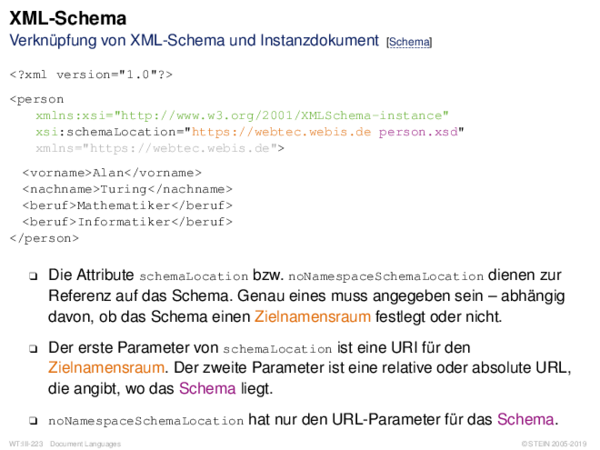 XML-Schema
Verknüpfung von XML-Schema und Instanzdokument [Schema]
<?xml version="1.0"?>
<person
xmlns:xsi="http://www.w3.org/2001/XMLSchema-instance"
xsi:schemaLocation="https://webtec.webis.de person.xsd"
xmlns="https://webtec.webis.de">
<vorname>Alan</vorname>
<nachname>Turing</nachname>
<beruf>Mathematiker</beruf>
<beruf>Informatiker</beruf>
</person>
❑ Die Attribute schemaLocation bzw. noNamespaceSchemaLocation dienen zur
Referenz auf das Schema. Genau eines muss angegeben sein – abhängig
davon, ob das Schema einen Zielnamensraum festlegt oder nicht.
❑ Der erste Parameter von schemaLocation ist eine URI für den
Zielnamensraum. Der zweite Parameter ist eine relative oder absolute URL,
die angibt, wo das Schema liegt.
❑ noNamespaceSchemaLocation hat nur den URL-Parameter für das Schema.
WT:III-223 Document Languages © STEIN 2005-2019